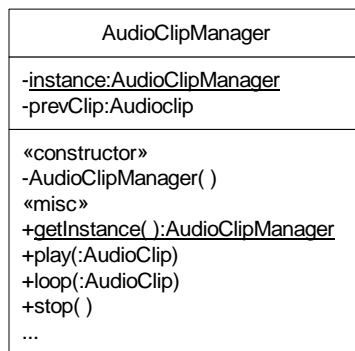 AudioClipManager
-instance:AudioClipManager
-prevClip:Audioclip
«constructor»
-AudioClipManager( )
«misc»
+getInstance( ):AudioClipManager
+play(:AudioClip)
+loop(:AudioClip)
+stop( )
...